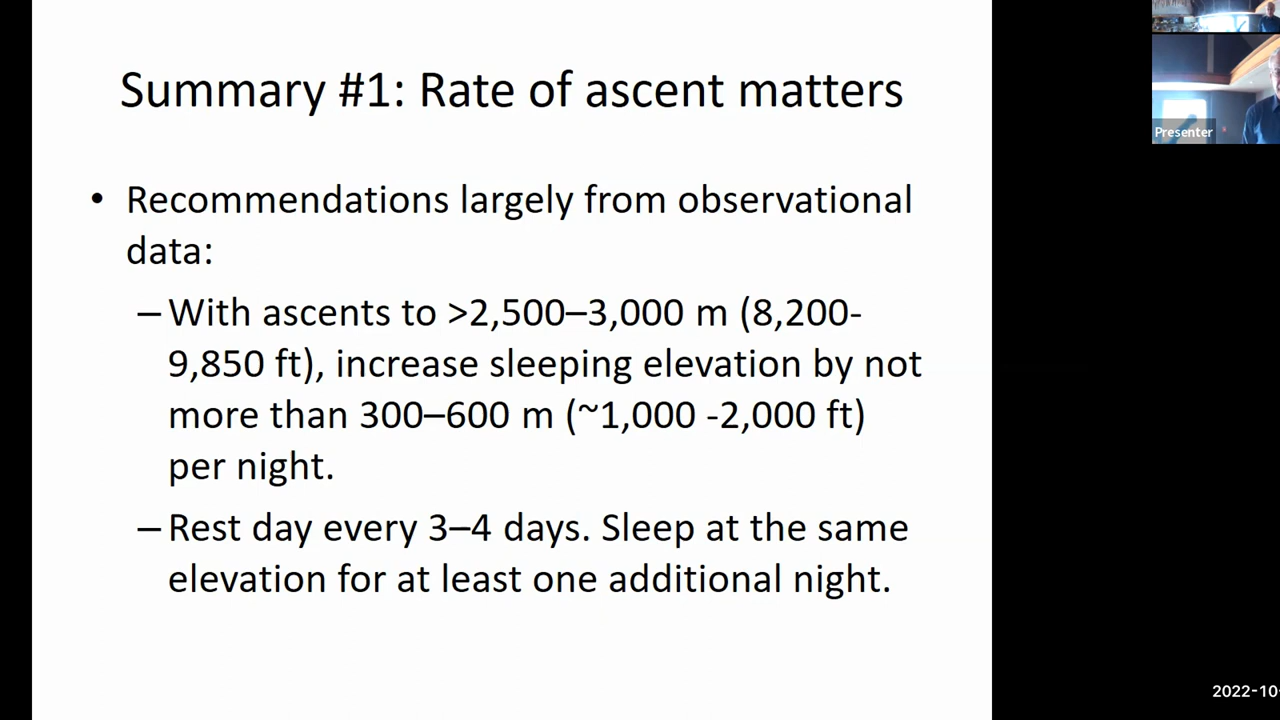 Summary #1: Rate of ascent matters
• Recommendations largely from observational
data:
–With ascents to >2,500–3,000 m (8,200-
9,850 ft), increase sleeping elevation by not
more than 300–600 m (~1,000 -2,000 ft)
per night.
–Rest day every 3–4 days. Sleep at the same
elevation for at least one additional night.
Presenter
2022-10-